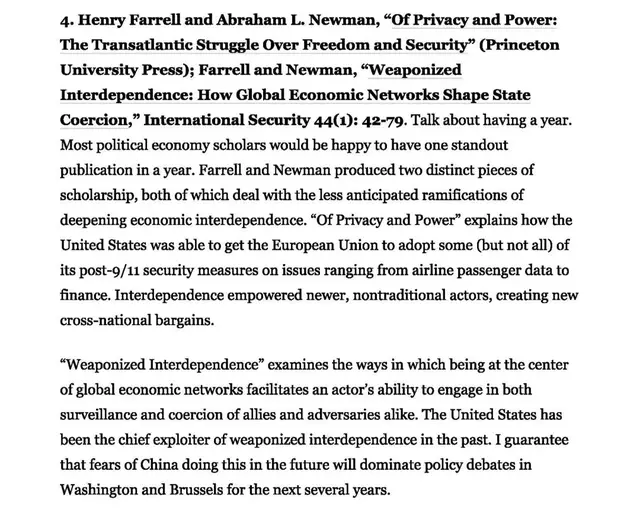 4. Henry Farrell and Abraham L. Newman, “Of Privacy and Power:
The Transatlantic Struggle Over Freedom and Security” (Princeton
University Press); Farrell and Newman, “Weaponized
Interdependence: How Global Economic Networks Shape State
Coercion,” International Security 44(1): 42-79. Talk about having a year.
Most political economy scholars would be happy to have one standout
publication in a year. Farrell and Newman produced two distinct pieces of
scholarship, both of which deal with the less anticipated ramifications of
deepening economic interdependence. “Of Privacy and Power” explains how the
United States was able to get the European Union to adopt some (but not all) of
its post-9/11 security measures on issues ranging from airline passenger data to
finance. Interdependence empowered newer, nontraditional actors, creating new
cross-national bargains.
“Weaponized Interdependence” examines the ways in which being at the center
of global economic networks facilitates an actor’s ability to engage in both
surveillance and coercion of allies and adversaries alike. The United States has
been the chief exploiter of weaponized interdependence in the past. I guarantee
that fears of China doing this in the future will dominate policy debates in
Washington and Brussels for the next several years.